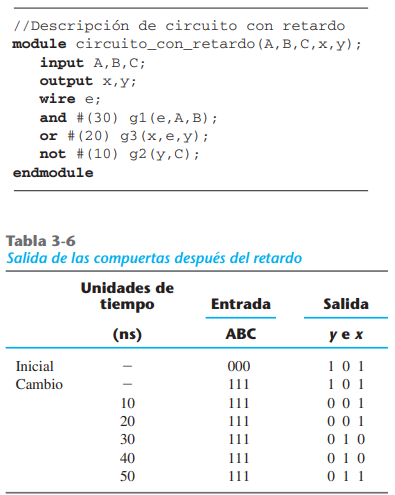 //Descripción de circuito con retardo
module circuito_con_retardo(A,B,C,x,y);
input A,B,C;
output x,y;
wire e;
and #(30) g1(e,A,B);
or #(20) g3(x,e,y);
not #(10) g2(y,C);
endmodule
Tabla 3-6
Salida de las compuertas después del retardo
Unidades de
tiempo Entrada Salida
(ns) ABC y e x
Inicial – 000 1 0 1
Cambio – 111 1 0 1
10 111 0 0 1
20 111 0 0 1
30 111 0 1 0
40 111 0 1 0
50 111 0 1 1